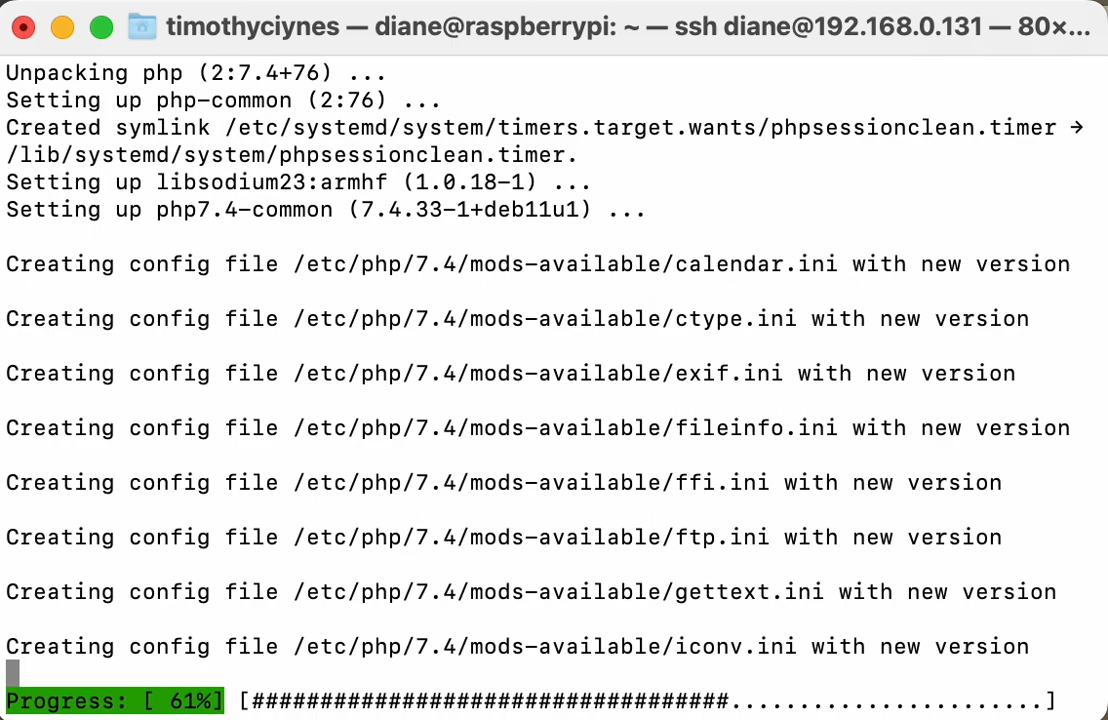 timothyciynes — diane@raspberrypi: ~ — ssh diane@192.168.0.131 — 80×...
Unpacking php (2:7.4+76) ...
Setting up php-common (2:76) ...
Created symlink /etc/systemd/system/timers.target.wants/phpsessionclean.timer →
/lib/systemd/system/phpsessionclean.timer.
Setting up libsodium23:armhf (1.0.18-1) ...
Setting up php7.4-common (7.4.33-1+deb11u1) ...
Creating config file /etc/php/7.4/mods-available/calendar.ini with new version
Creating config file /etc/php/7.4/mods-available/ctype.ini with new version
Creating config file /etc/php/7.4/mods-available/exif.ini with new version
Creating config file /etc/php/7.4/mods-available/fileinfo.ini with new version
Creating config file /etc/php/7.4/mods-available/ffi.ini with new version
Creating config file /etc/php/7.4/mods-available/ftp.ini with new version
Creating config file /etc/php/7.4/mods-available/gettext.ini with new version
Creating config file /etc/php/7.4/mods-available/iconv.ini with new version
Progress: [ 61%] [###################################.......................]